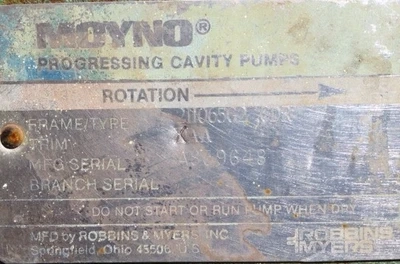 MOYNO®
PROGRESSING CAVITY PUMPS
ROTATION
FRAME/TYPE
TRIM
MFG SERIAL
BRANCH SERIAL
DO NOT START OR RUN PUMP WHEN DRY
MFD by ROBBINS & MYERS INC
Springfield, Ohio 45506 U.S.
ROBBINS
MYERS